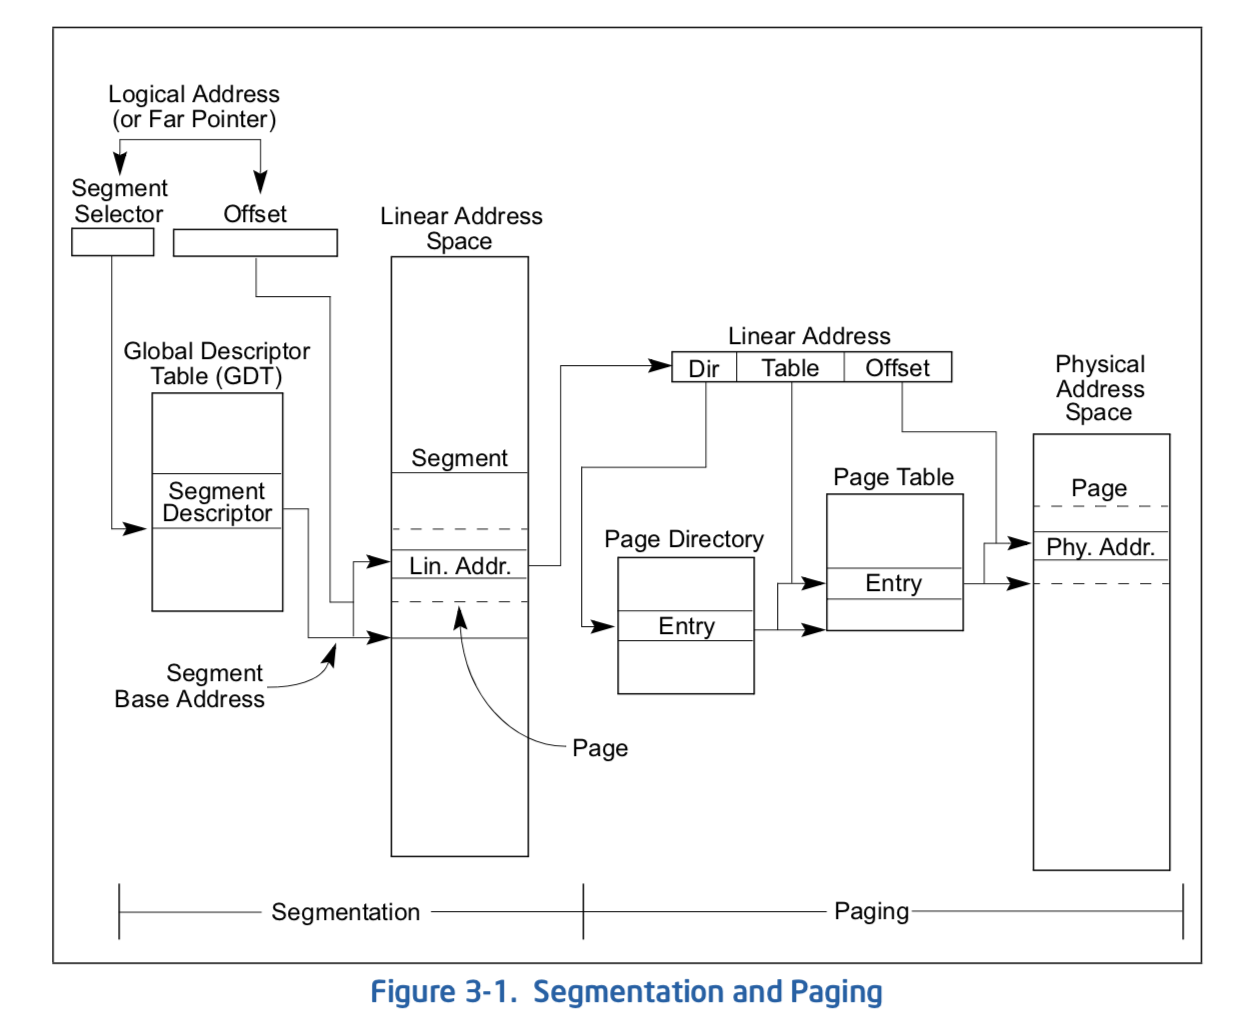 Logical Address
(or Far Pointer)
Segment
Selector
Offset
Linear Address
Space
Global Descriptor
Table (GDT)
Segment
Descriptor
Segment
Lin. Addr.
Segment
Base Address
Page
Linear Address
Dir
Table
Offset
Physical
Address
Space
Page Table
Page
Page Directory
Phy. Addr.
Entry
Entry
Segmentation
Paging
Figure 3-1. Segmentation and Paging